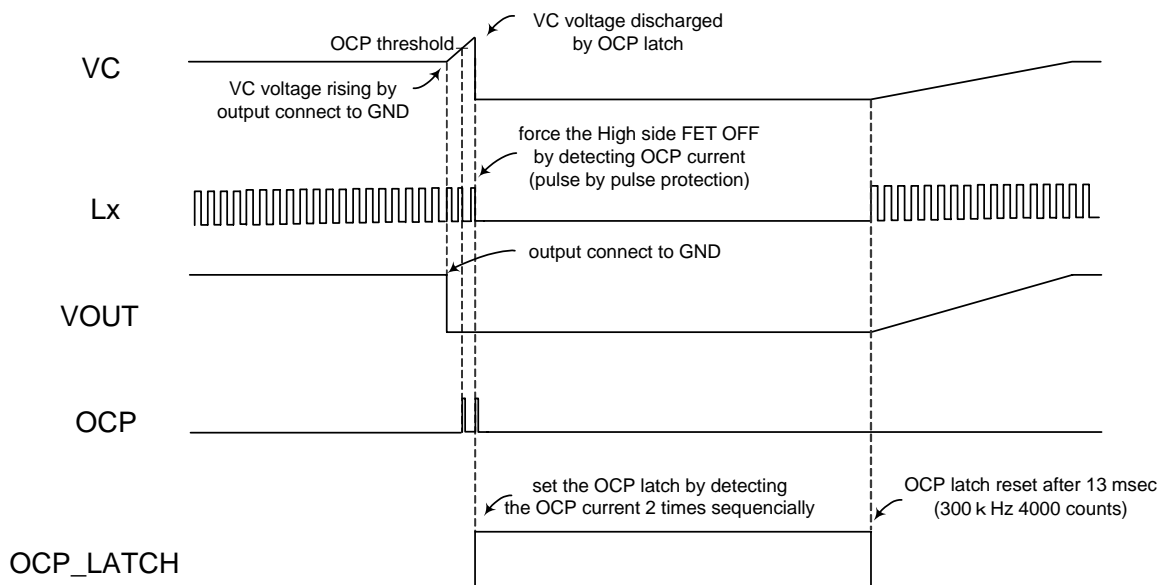 VC voltage discharged
by OCP latch
OCP threshold
VC
VC voltage rising by
output connect to GND
force the High side FET OFF
by detecting OCP current
(pulse by pulse protection)
Lx
output connect to GND
VOUT
OCP
set the OCP latch by detecting
the OCP current 2 times sequencially
OCP latch reset after 13 msec
(300 k Hz 4000 counts)
OCP_LATCH